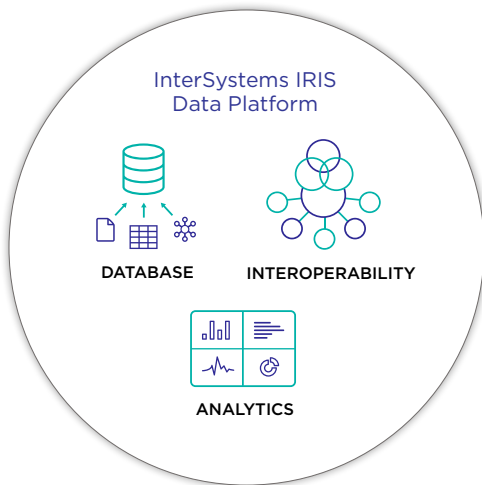 InterSystems IRIS
Data Platform
DATABASE
INTEROPERABILITY
ANALYTICS